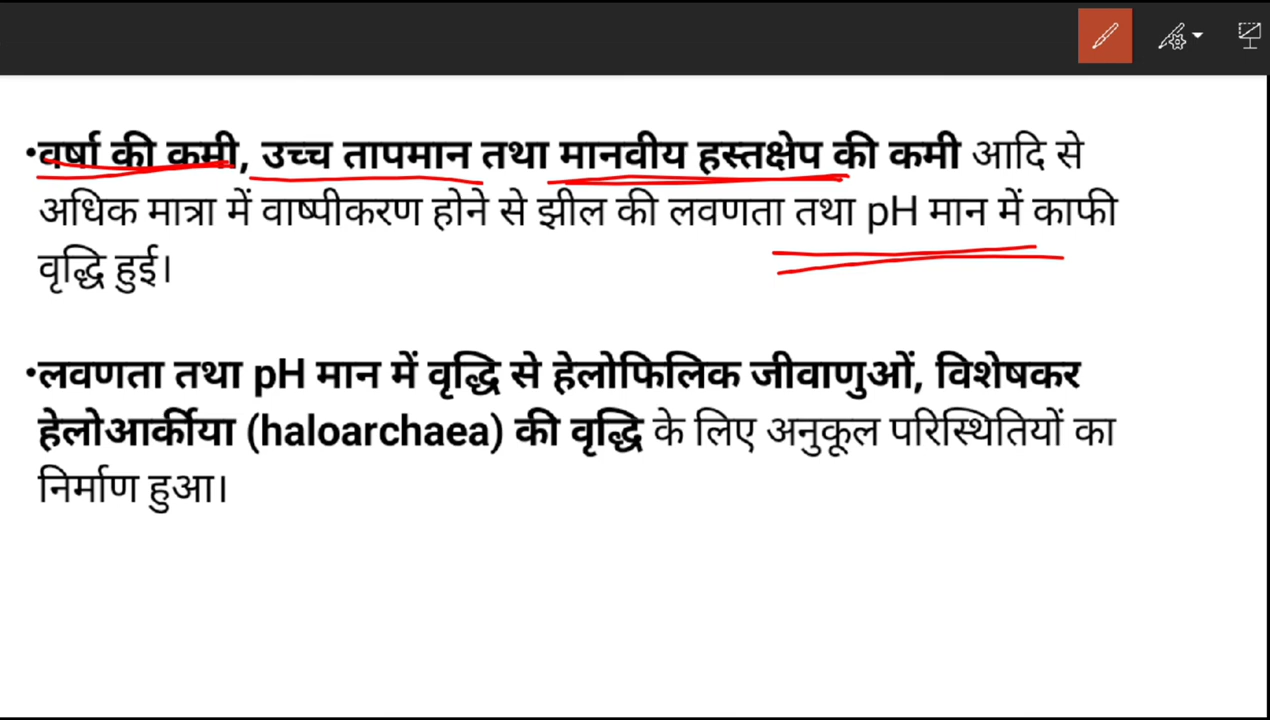 •वर्षा की कमी, उच्च तापमान तथा मानवीय हस्तक्षेप की कमी आदि से
अधिक मात्रा में वाष्पीकरण होने से झील की लवणता तथा pH मान में काफी
वृद्धि हुई।
•लवणता तथा pH मान में वृद्धि से हेलोफिलिक जीवाणुओं, विशेषकर
हेलोआर्कीया (haloarchaea) की वृद्धि के लिए अनुकूल परिस्थितियों का
निर्माण हुआ।